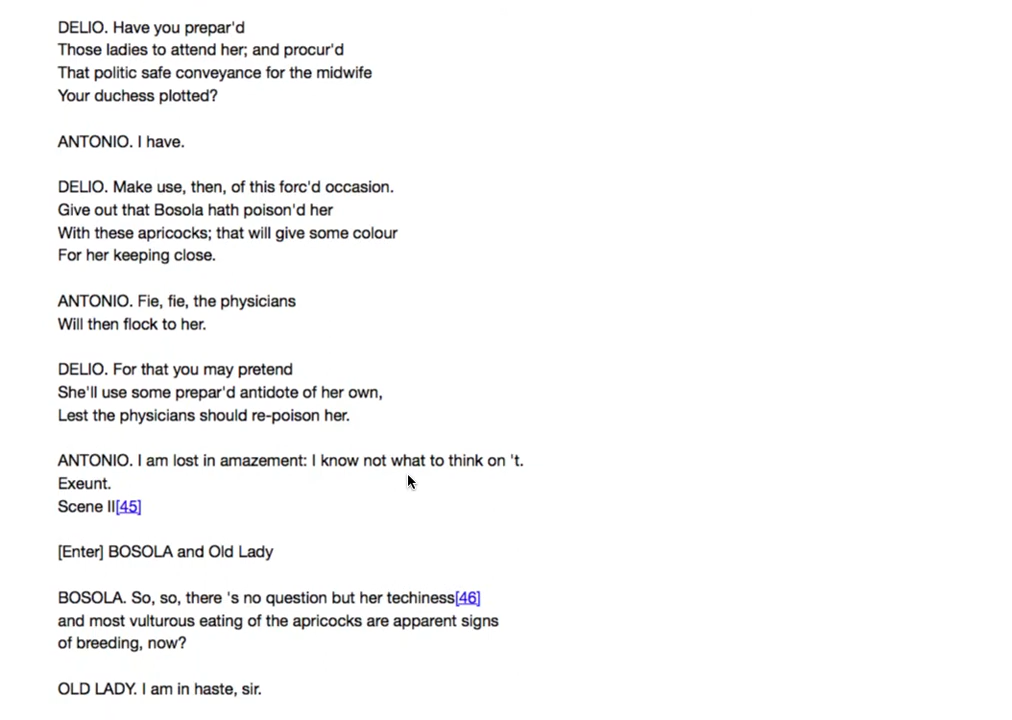 DELIO. Have you prepar'd
Those ladies to attend her; and procur'd
That politic safe conveyance for the midwife
Your duchess plotted?
ANTONIO. I have.
DELIO. Make use, then, of this forc'd occasion.
Give out that Bosola hath poison'd her
With these apricocks; that will give some colour
For her keeping close.
ANTONIO. Fie, fie, the physicians
Will then flock to her.
DELIO. For that you may pretend
She'll use some prepar'd antidote of her own,
Lest the physicians should re-poison her.
ANTONIO. I am lost in amazement: I know not what to think on 't.
Exeunt.
Scene II[45]
[Enter] BOSOLA and Old Lady
BOSOLA. So, so, there 's no question but her techiness[46]
and most vulturous eating of the apricocks are apparent signs
of breeding, now?
OLD LADY. I am in haste, sir.